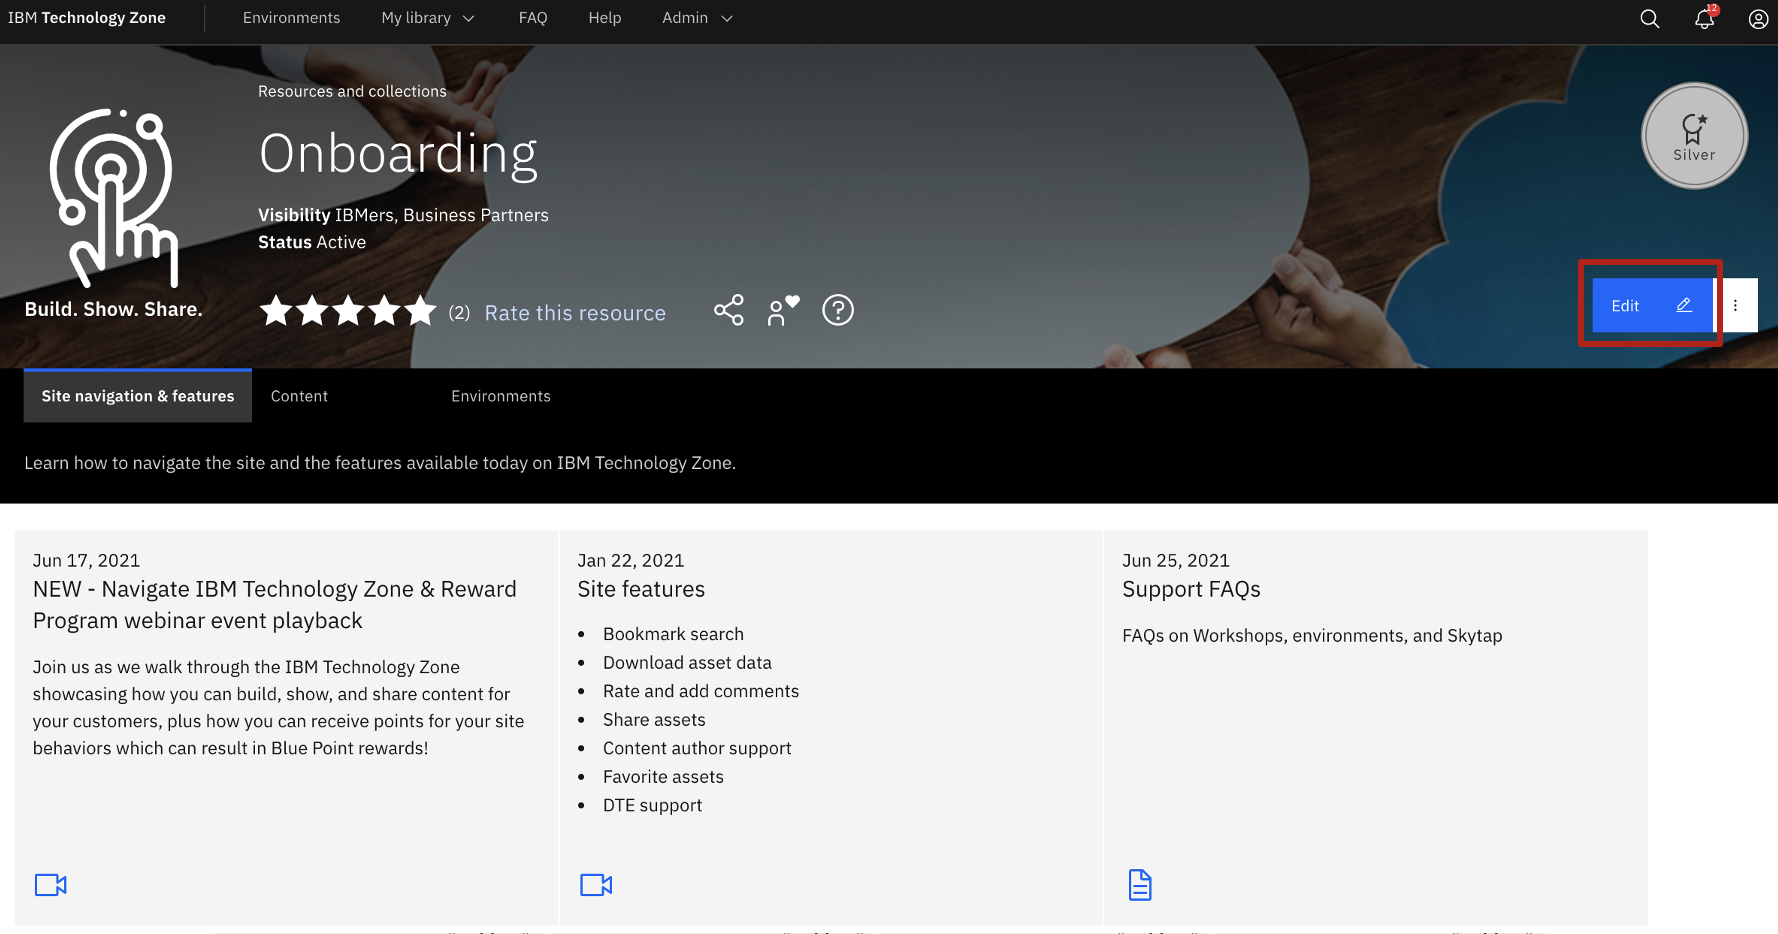 IBM Technology Zone
Environments
My library
FAQ
Help
Admin
12
Resources and collections
Onboarding
Visibility IBMers, Business Partners
Status Active
Silver
Build. Show. Share.
(2)
Rate this resource
Edit
Site navigation & features
Content
Environments
Learn how to navigate the site and the features available today on IBM Technology Zone.
Jun 17, 2021
NEW - Navigate IBM Technology Zone & Reward
Program webinar event playback
Join us as we walk through the IBM Technology Zone
showcasing how you can build, show, and share content for
your customers, plus how you can receive points for your site
behaviors which can result in Blue Point rewards!
Jan 22, 2021
Site features
• Bookmark search
• Download asset data
• Rate and add comments
• Share assets
• Content author support
• Favorite assets
• DTE support
Jun 25, 2021
Support FAQs
FAQs on Workshops, environments, and Skytap